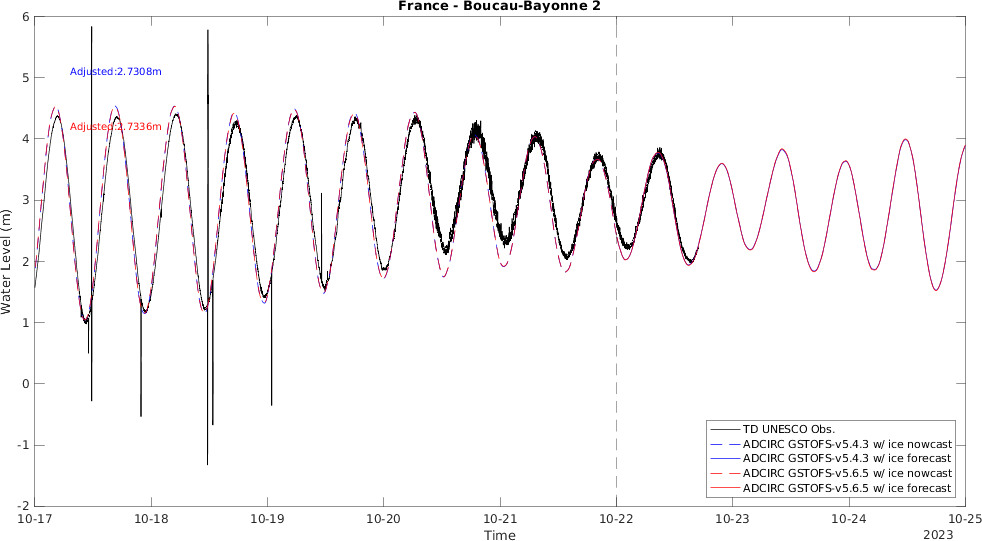 France - Boucau-Bayonne 2
6
5
4
3
2
1
0
-1
-2
Water Level (m)
Adjusted:2.7308m
Adjusted:2.7336m
TD UNESCO Obs.
ADCIRC GSTOFS-v5.4.3 w/ ice nowcast
ADCIRC GSTOFS-v5.4.3 w/ ice forecast
ADCIRC GSTOFS-v5.6.5 w/ ice nowcast
ADCIRC GSTOFS-v5.6.5 w/ ice forecast
10-17 10-18 10-19 10-20 10-21 10-22 10-23 10-24 10-25
Time
2023